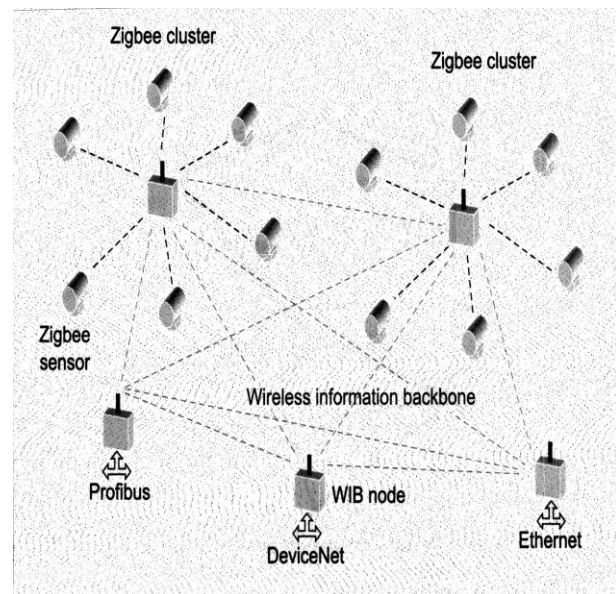 Zigbee cluster
Zigbee cluster
Zigbee
sensor
Wireless information backbone
Profibus
WIB node
DeviceNet
Ethernet